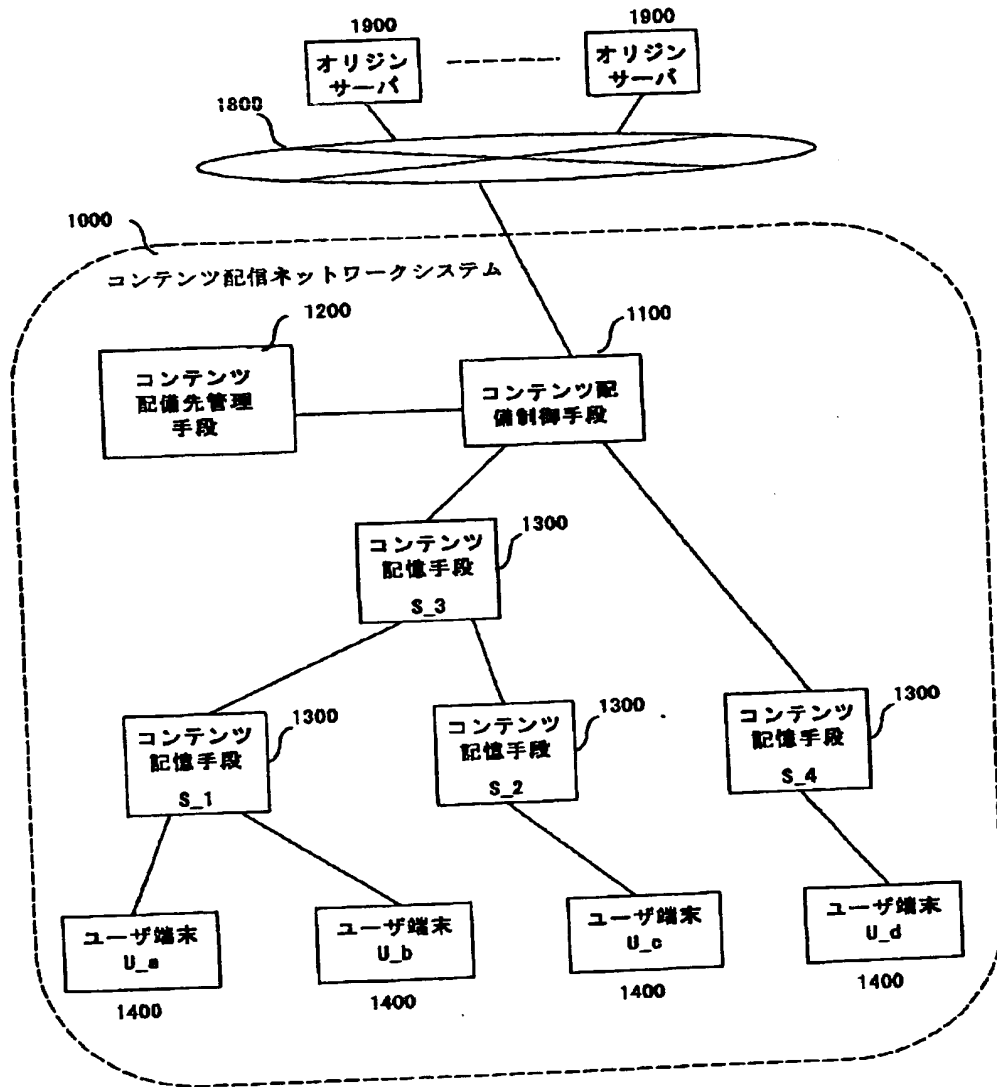 1900
1900
オリジン
サーバ
オリジン
サーバ
1800
1000
コンテンツ配信ネットワークシステム
1200
1100
コンテンツ
配備先管理
手段
コンテンツ配
備制御手段
1300
コンテンツ
記憶手段
S_3
1300
1300
1300
コンテンツ
記憶手段
S_1
コンテンツ
記憶手段
S_2
コンテンツ
記憶手段
S_4
ユーザ端末
U_a
ユーザ端末
U_b
ユーザ端末
U_c
ユーザ端末
U_d
1400
1400
1400
1400